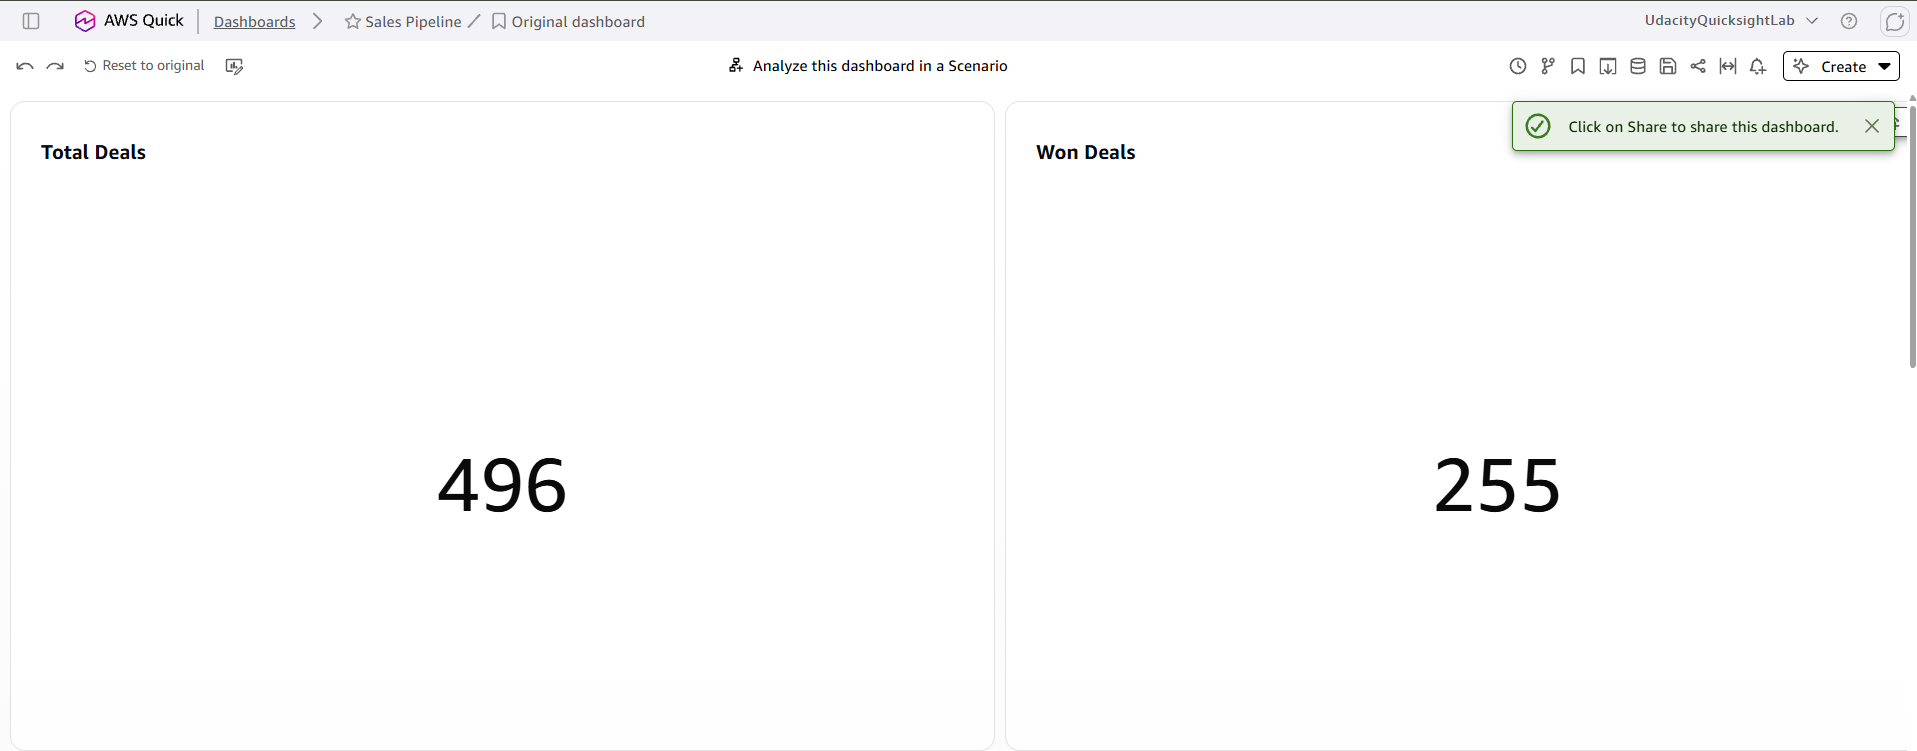 AWS Quick Dashboards Sales Pipeline Original dashboard UdacityQuicksightLab
Reset to original Analyze this dashboard in a Scenario Create
Click on Share to share this dashboard.
Total Deals Won Deals
496 255